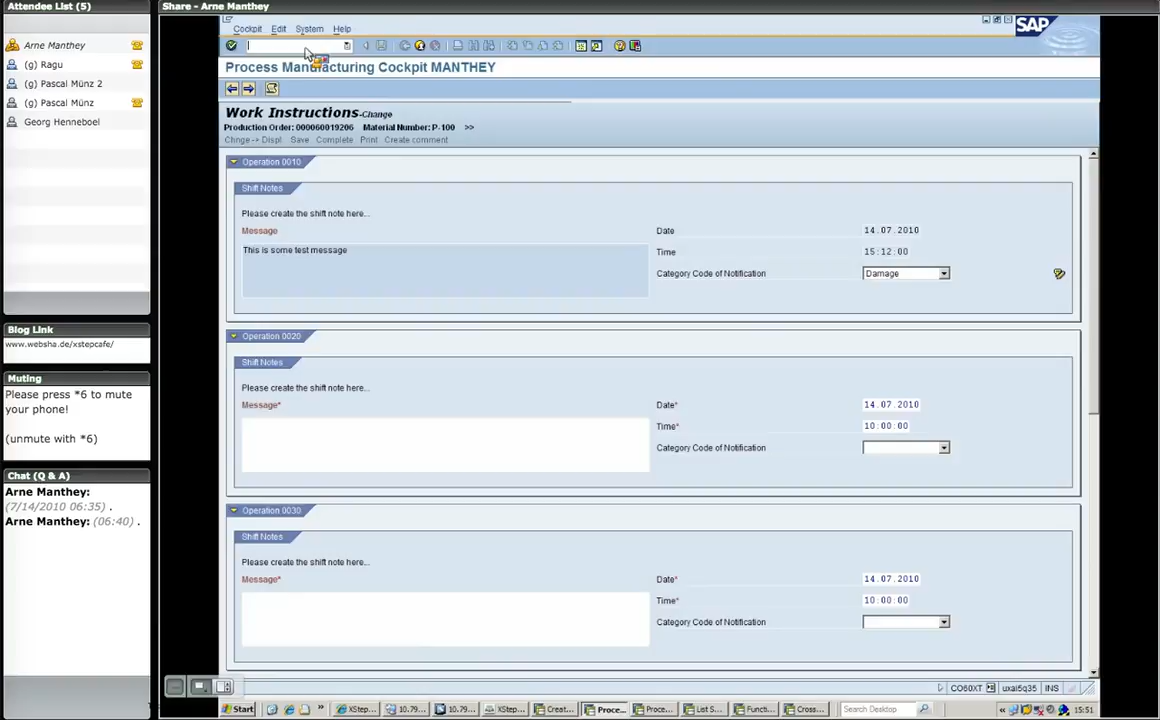 Attendee List (5)
Arne Manthey
(g) Ragu
(g) Pascal Münz 2
(g) Pascal Münz
Georg Henneboel
Blog Link
www.websha.de/xstepcafe/
Muting
Please press *6 to mute
your phone!
(unmute with *6)
Chat (Q & A)
Arne Manthey:
(7/14/2010 06:35) .
Arne Manthey: (06:40) .
Share - Arne Manthey
Cockpit Edit System Help
SAP
Process Manufacturing Cockpit MANTHEY
Work Instructions-Change
Production Order: 000060019206 Material Number: P-100 >>
Chnge -> Displ Save Complete Print Create comment
Operation 0010
Shift Notes
Please create the shift note here...
Message
This is some test message
Date 14.07.2010
Time 15:12:00
Category Code of Notification Damage
Operation 0020
Shift Notes
Please create the shift note here...
Message*
Date* 14.07.2010
Time* 10:00:00
Category Code of Notification
Operation 0030
Shift Notes
Please create the shift note here...
Message*
Date* 14.07.2010
Time* 10:00:00
Category Code of Notification
CO60XT uxai5q35 INS
Start » XStep... 10.79... 10.79... XStep... Creat... Proce... Proce... List S... Functi... Cross... Search Desktop « 15:51